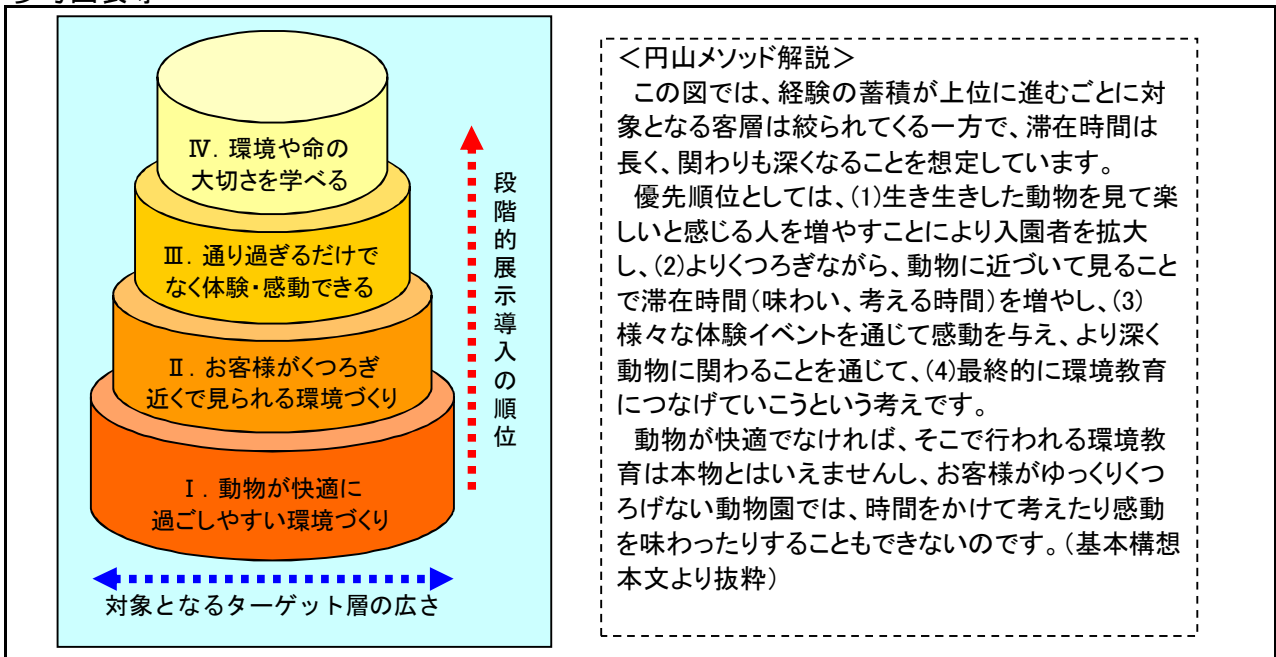 Ⅳ．環境や命の
大切さを学べる
Ⅲ．通り過ぎるだけで
なく体験・感動できる
Ⅱ．お客様がくつろぎ
近くで見られる環境づくり
Ⅰ．動物が快適に
過ごしやすい環境づくり
段階的展示導入の順位
対象となるターゲット層の広さ
＜円山メソッド解説＞
この図では、経験の蓄積が上位に進むごとに対
象となる客層は絞られてくる一方で、滞在時間は
長く、関わりも深くなることを想定しています。
優先順位としては、(1)生き生きした動物を見て楽
しいと感じる人を増やすことにより入園者を拡大
し、(2)よりくつろぎながら、動物に近づいて見ること
で滞在時間（味わい、考える時間）を増やし、(3)
様々な体験イベントを通じて感動を与え、より深く
動物に関わることを通じて、(4)最終的に環境教育
につなげていこうという考えです。
動物が快適でなければ、そこで行われる環境教
育は本物とはいえませんし、お客様がゆっくりくつ
ろげない動物園では、時間をかけて考えたり感動
を味わったりすることもできないのです。（基本構想
本文より抜粋）